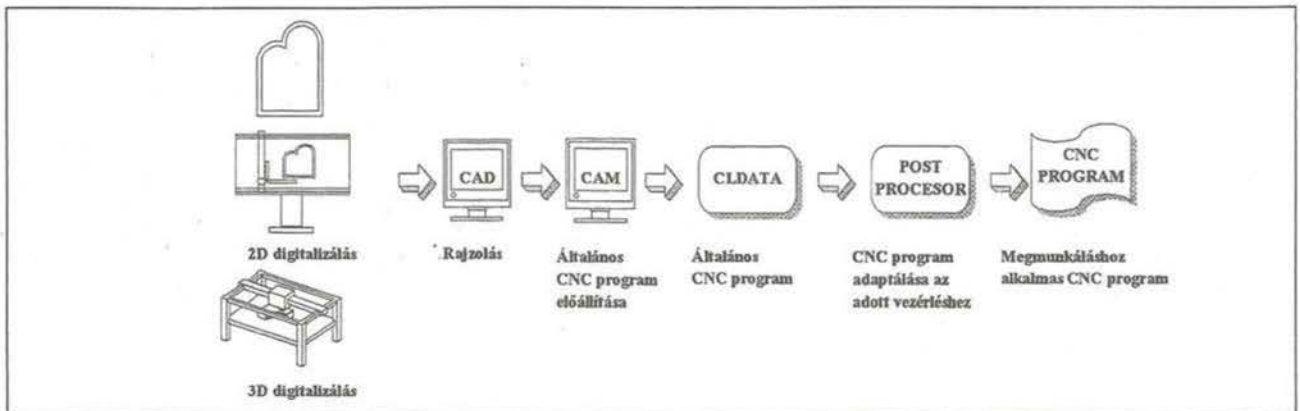 2D digitalizálás
3D digitalizálás
CAD
Rajzolás
CAM
Általános
CNC program
előállítása
CLDATA
Általános
CNC program
POST
PROCESOR
CNC program
adaptálása az
adott vezérléshez
CNC
PROGRAM
Megmunkáláshoz
alkalmas CNC program